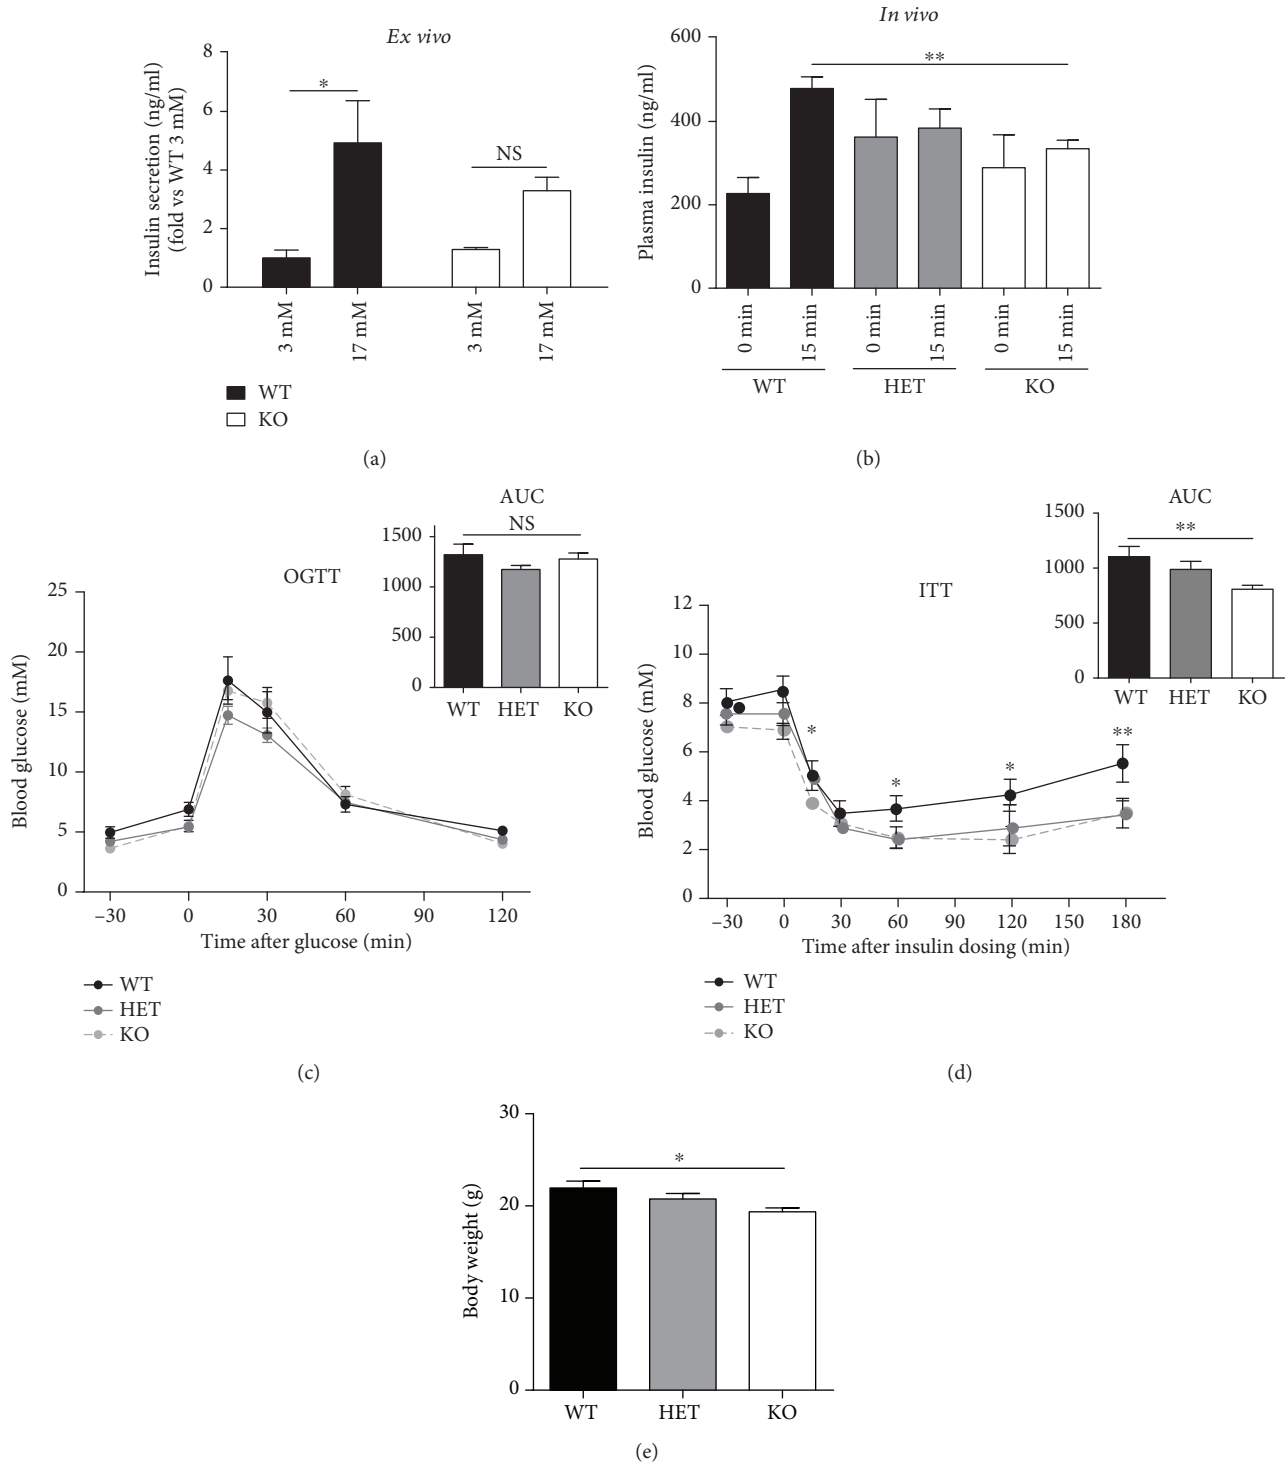 Ex vivo
Insulin secretion (ng/ml)
(fold vs WT 3 mM)
8
6
4
2
0
*
NS
3 mM
17 mM
3 mM
17 mM
WT
KO
(a)
In vivo
Plasma insulin (ng/ml)
600
400
200
0
**
0 min
15 min
0 min
15 min
0 min
15 min
WT HET KO
(b)
OGTT
Blood glucose (mM)
25
20
15
10
5
0
−30 0 30 60 90 120
Time after glucose (min)
AUC
NS
1500
1000
500
0
WT HET KO
WT
HET
KO
(c)
ITT
Blood glucose (mM)
12
10
8
6
4
2
0
* * * **
−30 0 30 60 90 120 150 180
Time after insulin dosing (min)
AUC
**
1500
1000
500
0
WT HET KO
WT
HET
KO
(d)
Body weight (g)
30
20
10
0
*
WT HET KO
(e)